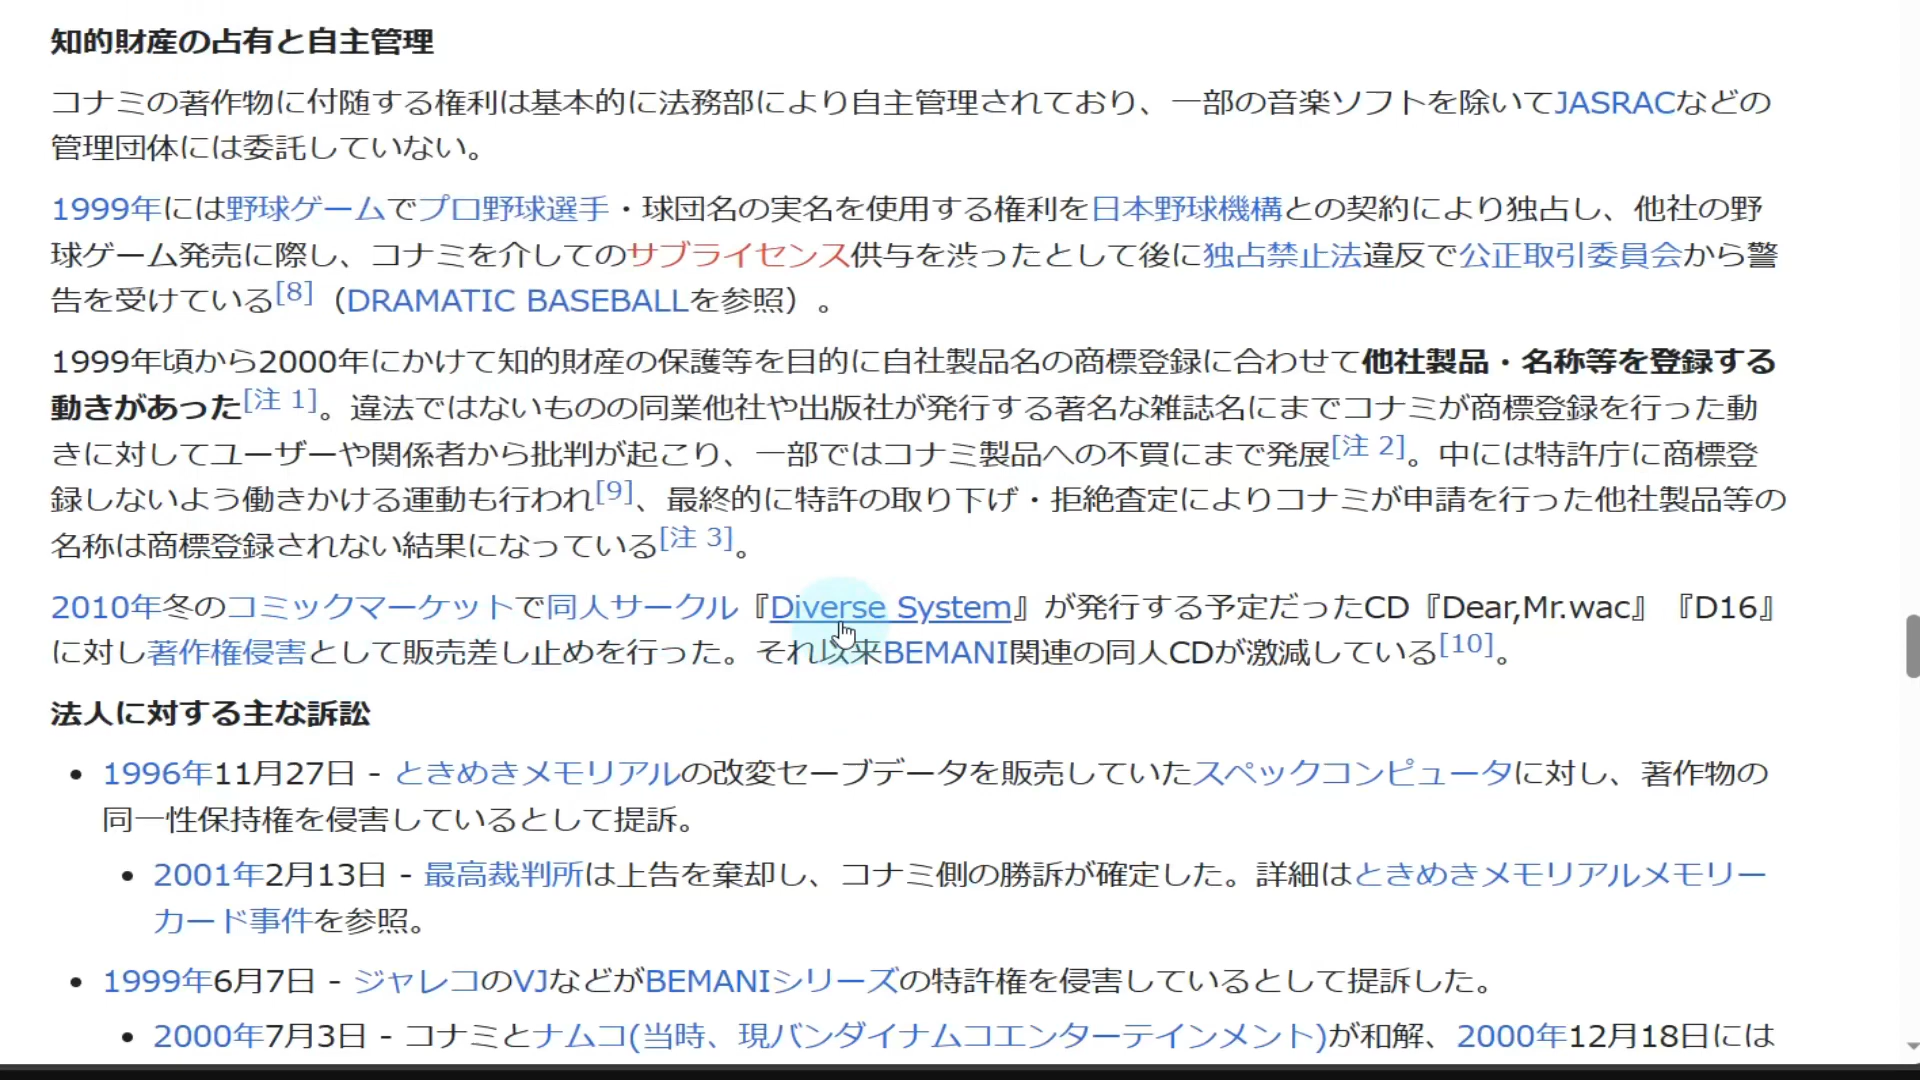 知的財産の占有と自主管理
コナミの著作物に付随する権利は基本的に法務部により自主管理されており、一部の音楽ソフトを除いてJASRACなどの
管理団体には委託していない。
1999年には野球ゲームでプロ野球選手・球団名の実名を使用する権利を日本野球機構との契約により独占し、他社の野
球ゲーム発売に際し、コナミを介してのサブライセンス供与を渋ったとして後に独占禁止法違反で公正取引委員会から警
告を受けている[8]（DRAMATIC BASEBALLを参照）。
1999年頃から2000年にかけて知的財産の保護等を目的に自社製品名の商標登録に合わせて他社製品・名称等を登録する
動きがあった[注 1]。違法ではないものの同業他社や出版社が発行する著名な雑誌名にまでコナミが商標登録を行った動
きに対してユーザーや関係者から批判が起こり、一部ではコナミ製品への不買にまで発展[注 2]。中には特許庁に商標登
録しないよう働きかける運動も行われ[9]、最終的に特許の取り下げ・拒絶査定によりコナミが申請を行った他社製品等の
名称は商標登録されない結果になっている[注 3]。
2010年冬のコミックマーケットで同人サークル『Diverse System』が発行する予定だったCD『Dear,Mr.wac』『D16』
に対し著作権侵害として販売差し止めを行った。それ以来BEMANI関連の同人CDが激減している[10]。
法人に対する主な訴訟
• 1996年11月27日 - ときめきメモリアルの改変セーブデータを販売していたスペックコンピュータに対し、著作物の
同一性保持権を侵害しているとして提訴。
• 2001年2月13日 - 最高裁判所は上告を棄却し、コナミ側の勝訴が確定した。詳細はときめきメモリアルメモリー
カード事件を参照。
• 1999年6月7日 - ジャレコのVJなどがBEMANIシリーズの特許権を侵害しているとして提訴した。
• 2000年7月3日 - コナミとナムコ(当時、現バンダイナムコエンターテインメント)が和解、2000年12月18日には